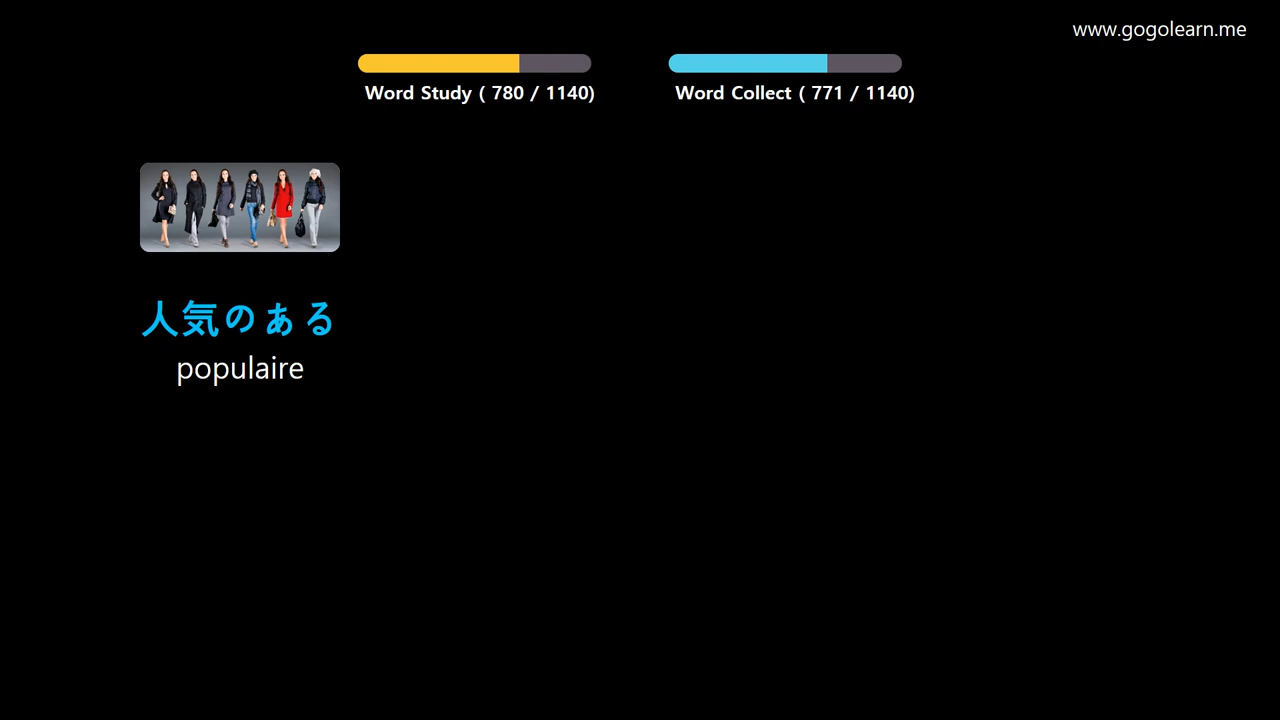 www.gogolearn.me
Word Study ( 780 / 1140)
Word Collect ( 771 / 1140)
人気のある
populaire